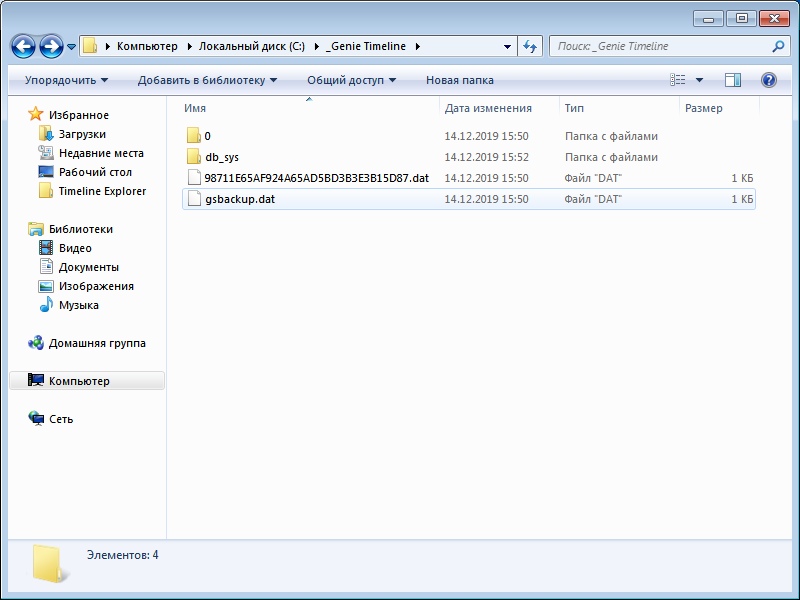 Компьютер Локальный диск (C:) _Genie Timeline Поиск: _Genie Timeline
Упорядочить Добавить в библиотеку Общий доступ Новая папка
Избранное
Загрузки
Недавние места
Рабочий стол
Timeline Explorer
Библиотеки
Видео
Документы
Изображения
Музыка
Домашняя группа
Компьютер
Сеть
Имя Дата изменения Тип Размер
0 14.12.2019 15:50 Папка с файлами
db_sys 14.12.2019 15:52 Папка с файлами
98711E65AF924A65AD5BD3B3E3B15D87.dat 14.12.2019 15:50 Файл "DAT" 1 КБ
gsbackup.dat 14.12.2019 15:50 Файл "DAT" 1 КБ
Элементов: 4